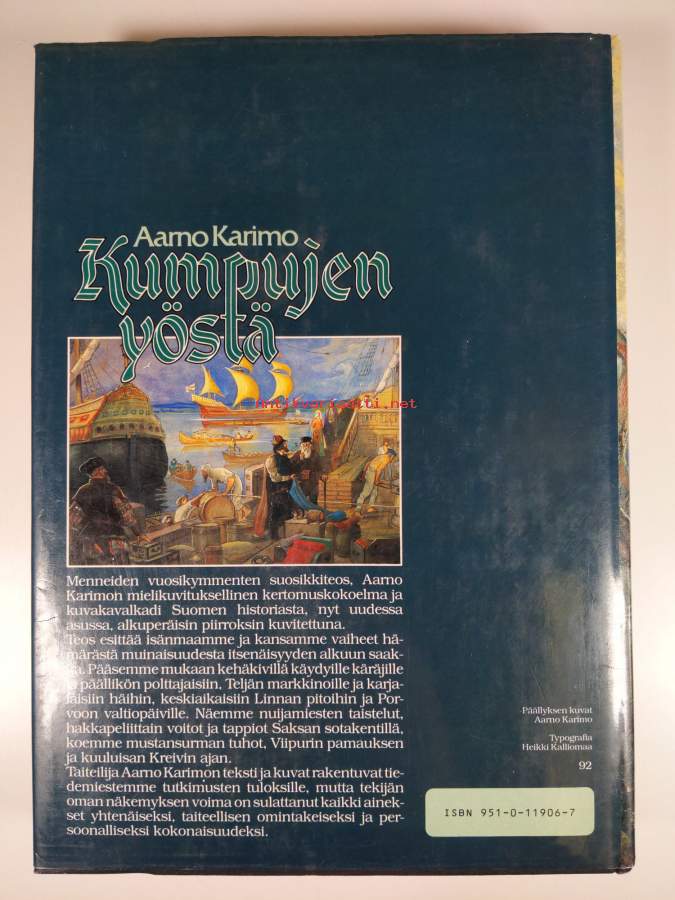 Aarno Karimo
Kumpujen
yöstä
Antikvariaatti.net
Menneiden vuosikymmenten suosikkiteos, Aarno
Karimon mielikuvituksellinen kertomuskokoelma ja
kuvakavalkadi Suomen historiasta, nyt uudessa
asussa, alkuperäisin piirroksin kuvitettuna.
Teos esittää isänmaamme ja kansamme vaiheet hä-
märästä muinaisuudesta itsenäisyyden alkuun saak-
ka. Pääsemme mukaan kehäkivillä käydyille käräjille
ja päällikön polttajaisiin, Teljän markkinoille ja karja-
laisiin häihin, keskiaikaisiin Linnan pitoihin ja Por-
voon valtiopäiville. Näemme nuijamiesten taistelut,
hakkapeliittain voitot ja tappiot Saksan sotakentillä,
koemme mustansurman tuhot, Viipurin pamauksen
ja kuuluisan Kreivin ajan.
Taiteilija Aarno Karimon teksti ja kuvat rakentuvat tie-
demiestemme tutkimusten tuloksille, mutta tekijän
oman näkemyksen voima on sulattanut kaikki ainek-
set yhtenäiseksi, taiteellisen omintakeiseksi ja per-
soonalliseksi kokonaisuudeksi.
Päällyksen kuvat
Aarno Karimo
Typografia
Heikki Kalliomaa
92
ISBN 951-0-11906-7